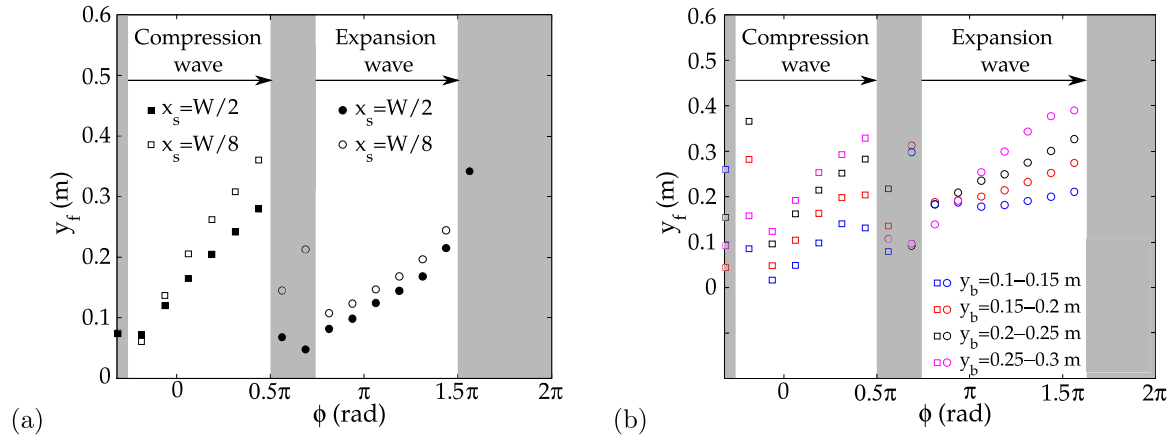 0.6
0.5
0.4
0.3
0.2
0.1
0
y_f (m)
Compression
wave
Expansion
wave
x_s=W/2
x_s=W/8
x_s=W/2
x_s=W/8
0
0.5π
π
1.5π
2π
ϕ (rad)
(a)
0.6
0.5
0.4
0.3
0.2
0.1
0
y_f (m)
Compression
wave
Expansion
wave
y_b=0.1−0.15 m
y_b=0.15−0.2 m
y_b=0.2−0.25 m
y_b=0.25−0.3 m
0
0.5π
π
1.5π
2π
ϕ (rad)
(b)